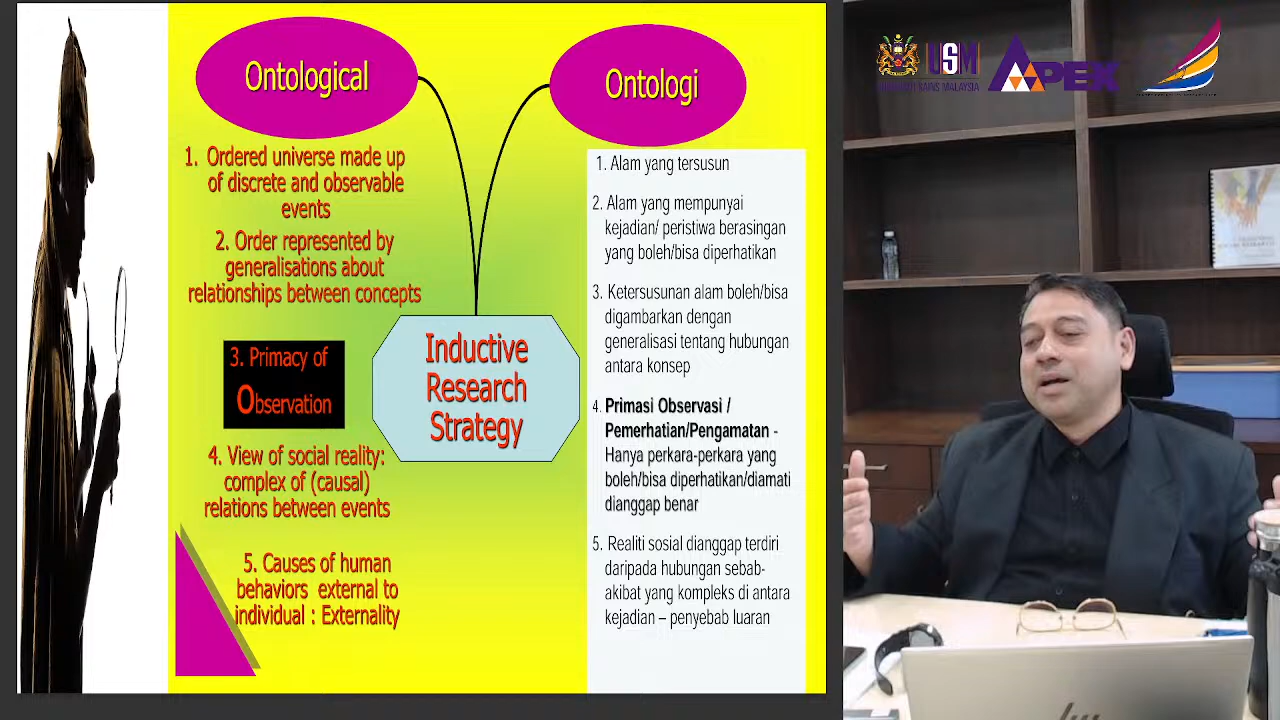 Ontological
1. Ordered universe made up
of discrete and observable
events
2. Order represented by
generalisations about
relationships between concepts
3. Primacy of
Observation
4. View of social reality:
complex of (causal)
relations between events
5. Causes of human
behaviors external to
individual : Externality
Inductive
Research
Strategy
Ontologi
1. Alam yang tersusun
2. Alam yang mempunyai
kejadian/ peristiwa berasingan
yang boleh/bisa diperhatikan
3. Ketersusunan alam boleh/bisa
digambarkan dengan
generalisasi tentang hubungan
antara konsep
4. Primasi Observasi /
Pemerhatian/Pengamatan -
Hanya perkara-perkara yang
boleh/bisa diperhatikan/diamati
dianggap benar
5. Realiti sosial dianggap terdiri
daripada hubungan sebab-
akibat yang kompleks di antara
kejadian – penyebab luaran
USM
UNIVERSITI SAINS MALAYSIA
APEX
hp